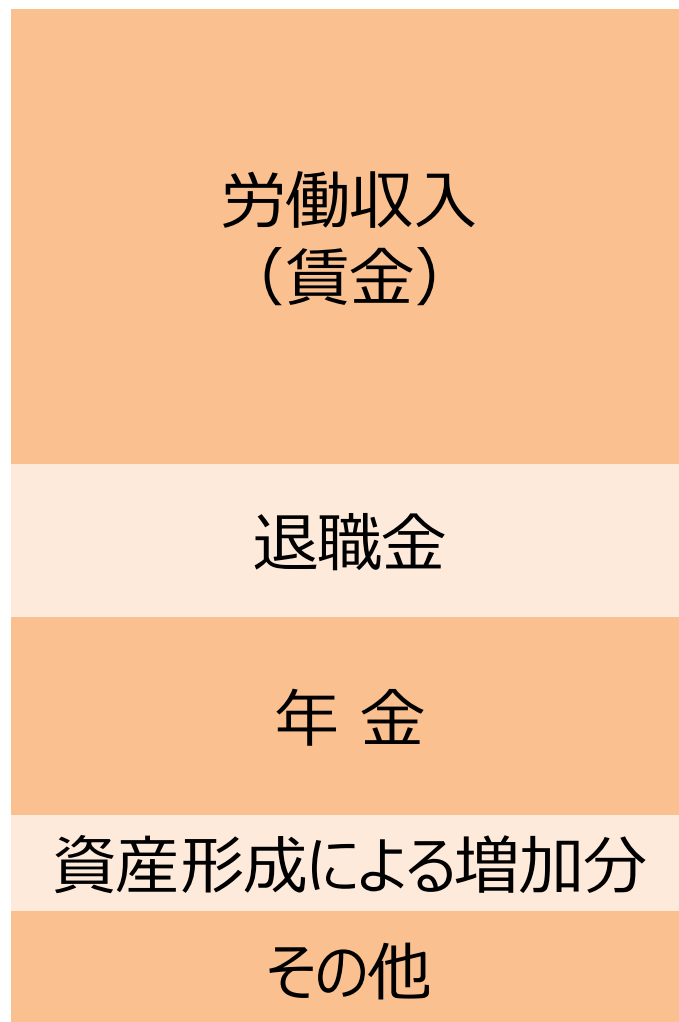 労働収入
（賃金）
退職金
年 金
資産形成による増加分
その他